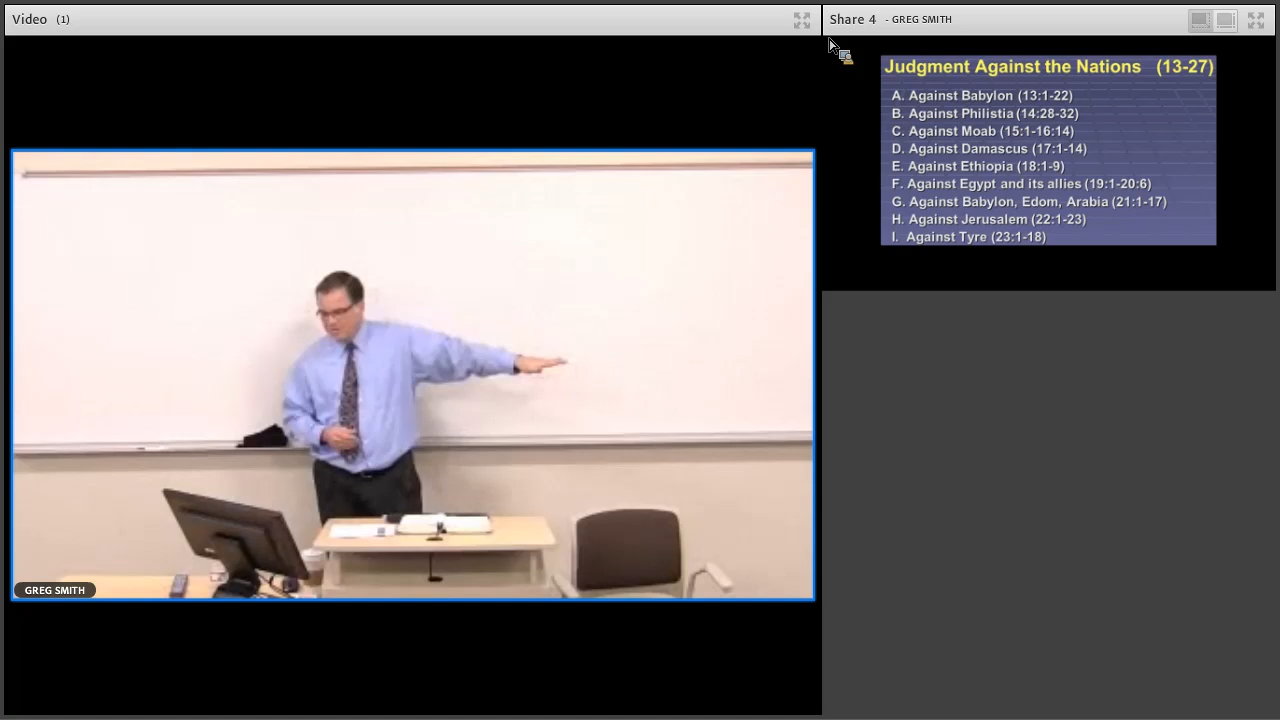 Video (1)
Share 4 - GREG SMITH
Judgment Against the Nations (13-27)
A. Against Babylon (13:1-22)
B. Against Philistia (14:28-32)
C. Against Moab (15:1-16:14)
D. Against Damascus (17:1-14)
E. Against Ethiopia (18:1-9)
F. Against Egypt and its allies (19:1-20:6)
G. Against Babylon, Edom, Arabia (21:1-17)
H. Against Jerusalem (22:1-23)
I. Against Tyre (23:1-18)
GREG SMITH